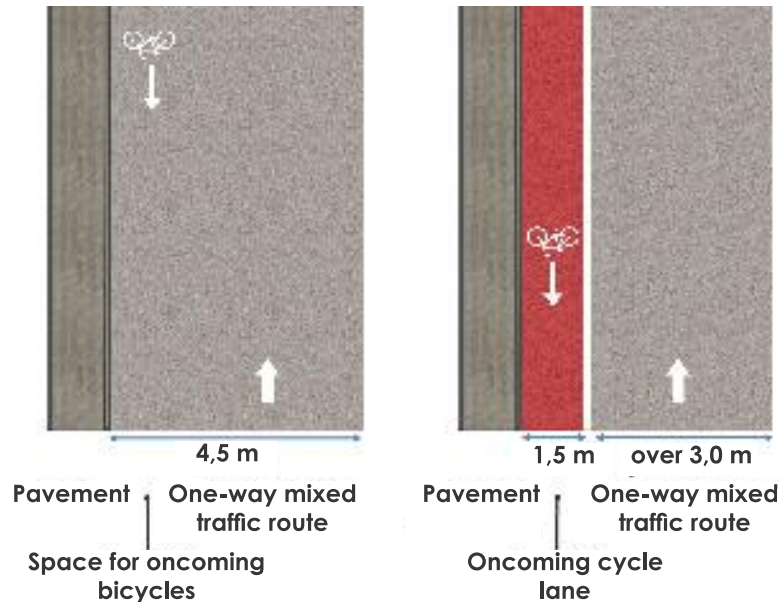 4,5 m
Pavement
One-way mixed
traffic route
Space for oncoming
bicycles
1,5 m
over 3,0 m
Pavement
One-way mixed
traffic route
Oncoming cycle
lane